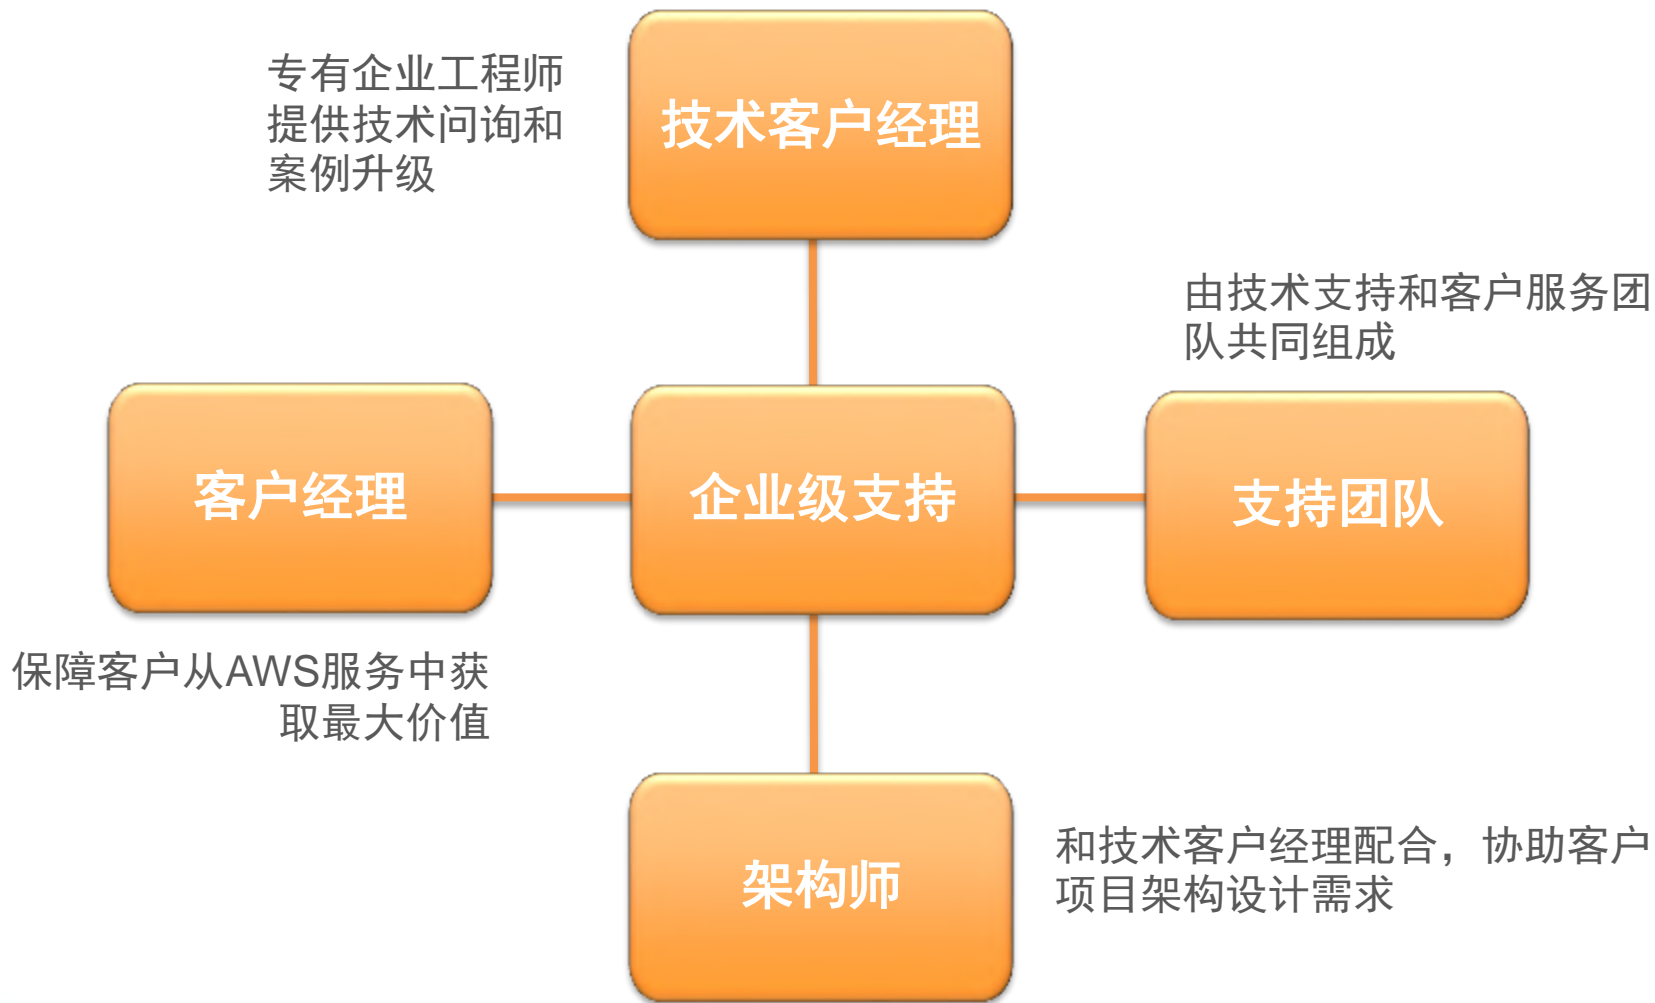 专有企业工程师
提供技术问询和
案例升级
技术客户经理
由技术支持和客户服务团
队共同组成
客户经理
企业级支持
支持团队
保障客户从AWS服务中获
取最大价值
架构师
和技术客户经理配合，协助客户
项目架构设计需求